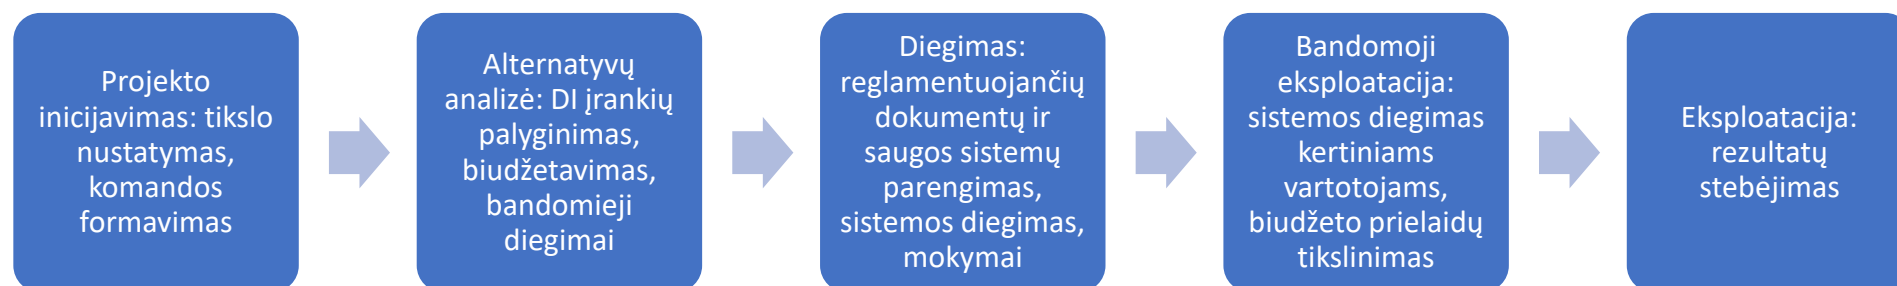 Projekto
inicijavimas: tikslo
nustatymas,
komandos
formavimas
Alternatyvų
analizė: DI įrankių
palyginimas,
biudžetavimas,
bandomieji
diegimai
Diegimas:
reglamentuojančių
dokumentų ir
saugos sistemų
parengimas,
sistemos diegimas,
mokymai
Bandomoji
eksploatacija:
sistemos diegimas
kertiniams
vartotojams,
biudžeto prielaidų
tikslinimas
Eksploatacija:
rezultatų
stebėjimas